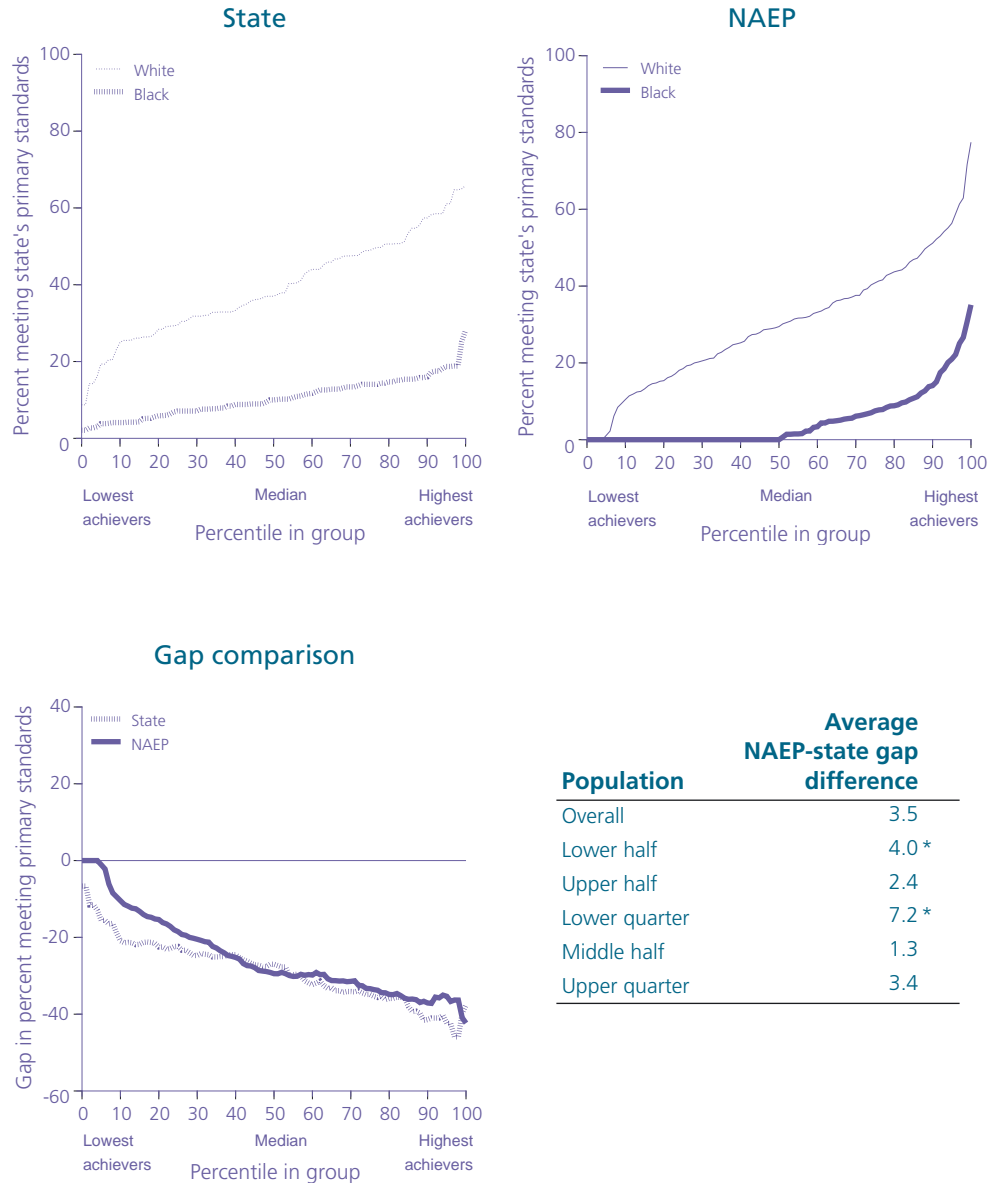 State
Percent meeting state's primary standards
100
80
60
40
20
0
White
Black
0 10 20 30 40 50 60 70 80 90 100
Lowest achievers
Median
Highest achievers
Percentile in group
NAEP
Percent meeting state's primary standards
100
80
60
40
20
0
White
Black
0 10 20 30 40 50 60 70 80 90 100
Lowest achievers
Median
Highest achievers
Percentile in group
Gap comparison
Gap in percent meeting primary standards
40
20
0
-20
-40
-60
State
NAEP
0 10 20 30 40 50 60 70 80 90 100
Lowest achievers
Median
Highest achievers
Percentile in group
Population Average NAEP-state gap difference
Overall 3.5
Lower half 4.0 *
Upper half 2.4
Lower quarter 7.2 *
Middle half 1.3
Upper quarter 3.4